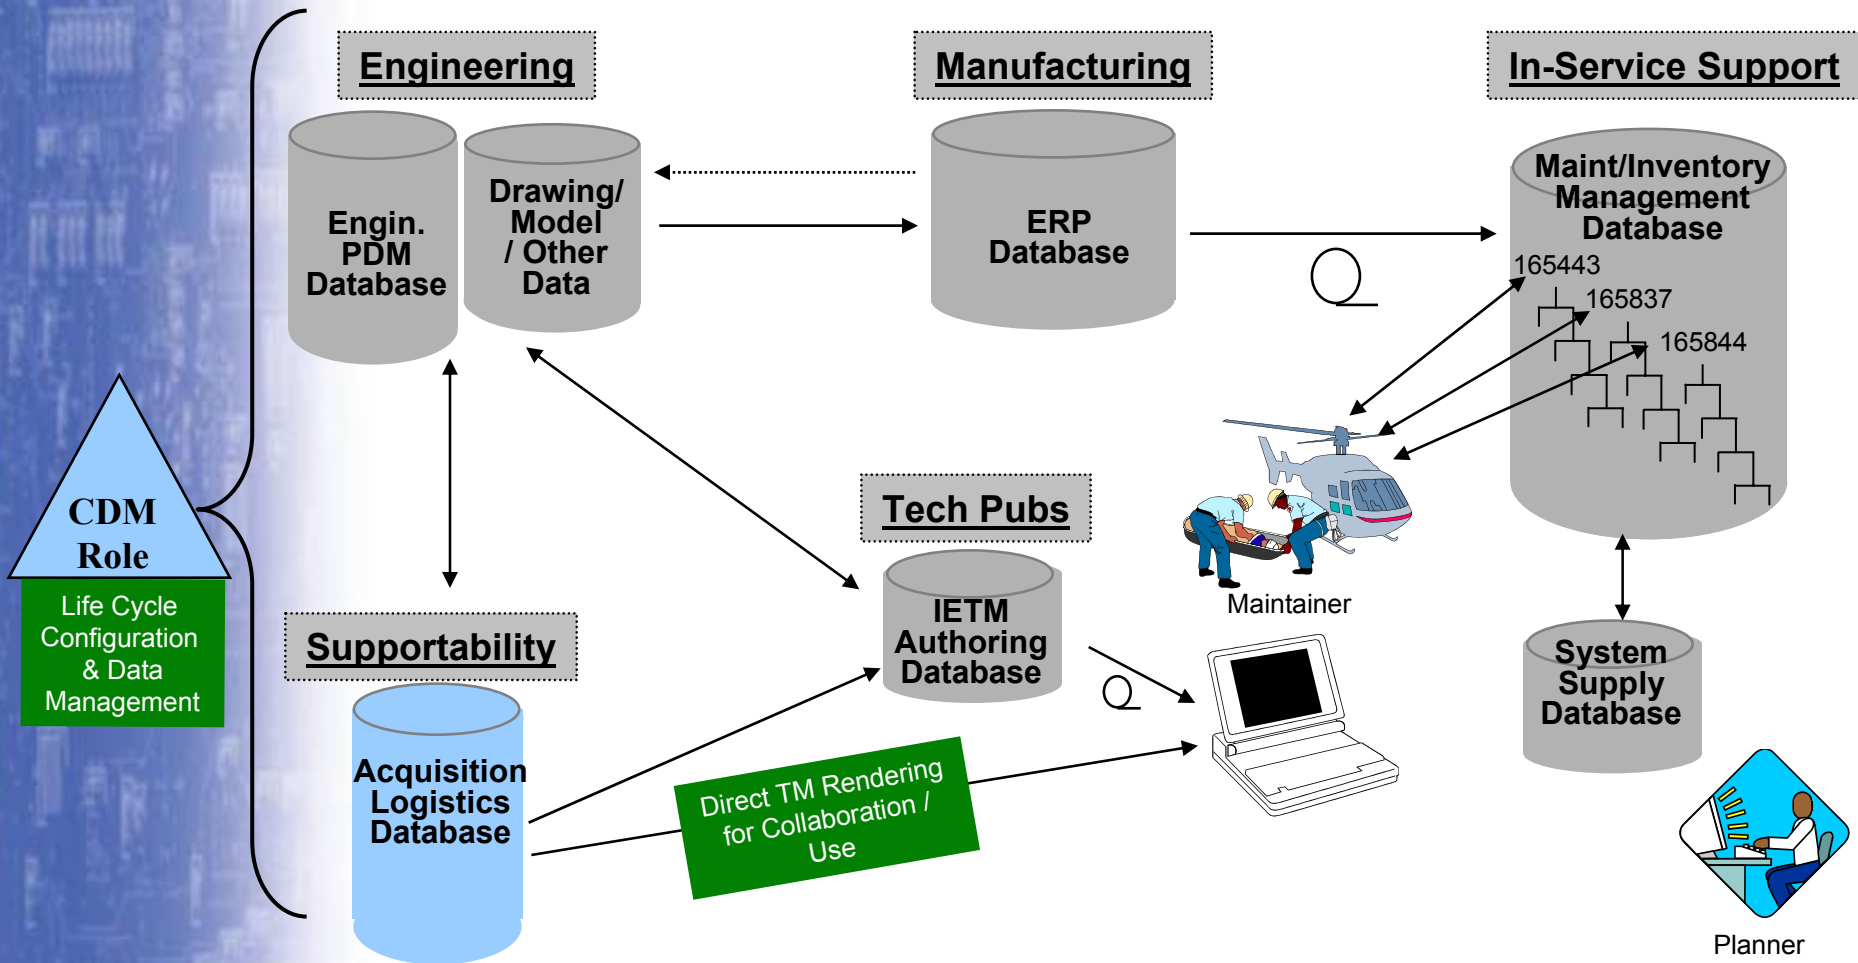 Engineering
Manufacturing
In-Service Support
Engin.
PDM
Database
Drawing/
Model
/ Other
Data
ERP
Database
Maint/Inventory
Management
Database
165443
165837
165844
CDM
Role
Life Cycle
Configuration
& Data
Management
Supportability
Acquisition
Logistics
Database
Tech Pubs
IETM
Authoring
Database
Direct TM Rendering
for Collaboration /
Use
Maintainer
System
Supply
Database
Planner